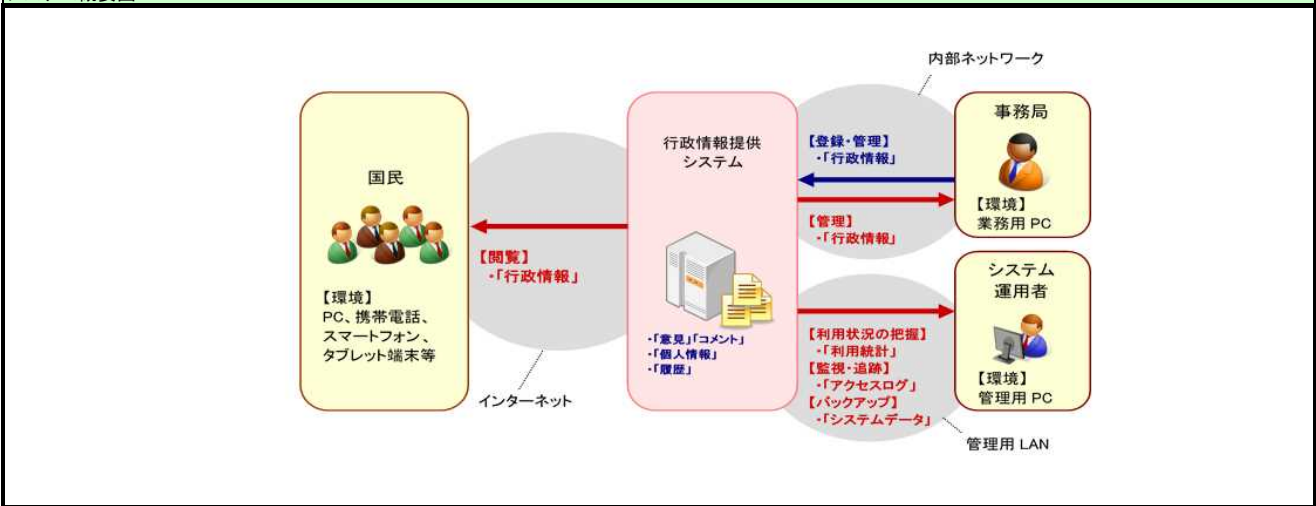 国民
【環境】
PC、携帯電話、
スマートフォン、
タブレット端末等
【閲覧】
・「行政情報」
インターネット
行政情報提供
システム
・「意見」「コメント」
・「個人情報」
・「履歴」
内部ネットワーク
【登録・管理】
・「行政情報」
【管理】
・「行政情報」
事務局
【環境】
業務用 PC
【利用状況の把握】
・「利用統計」
【監視・追跡】
・「アクセスログ」
【バックアップ】
・「システムデータ」
システム
運用者
【環境】
管理用 PC
管理用 LAN